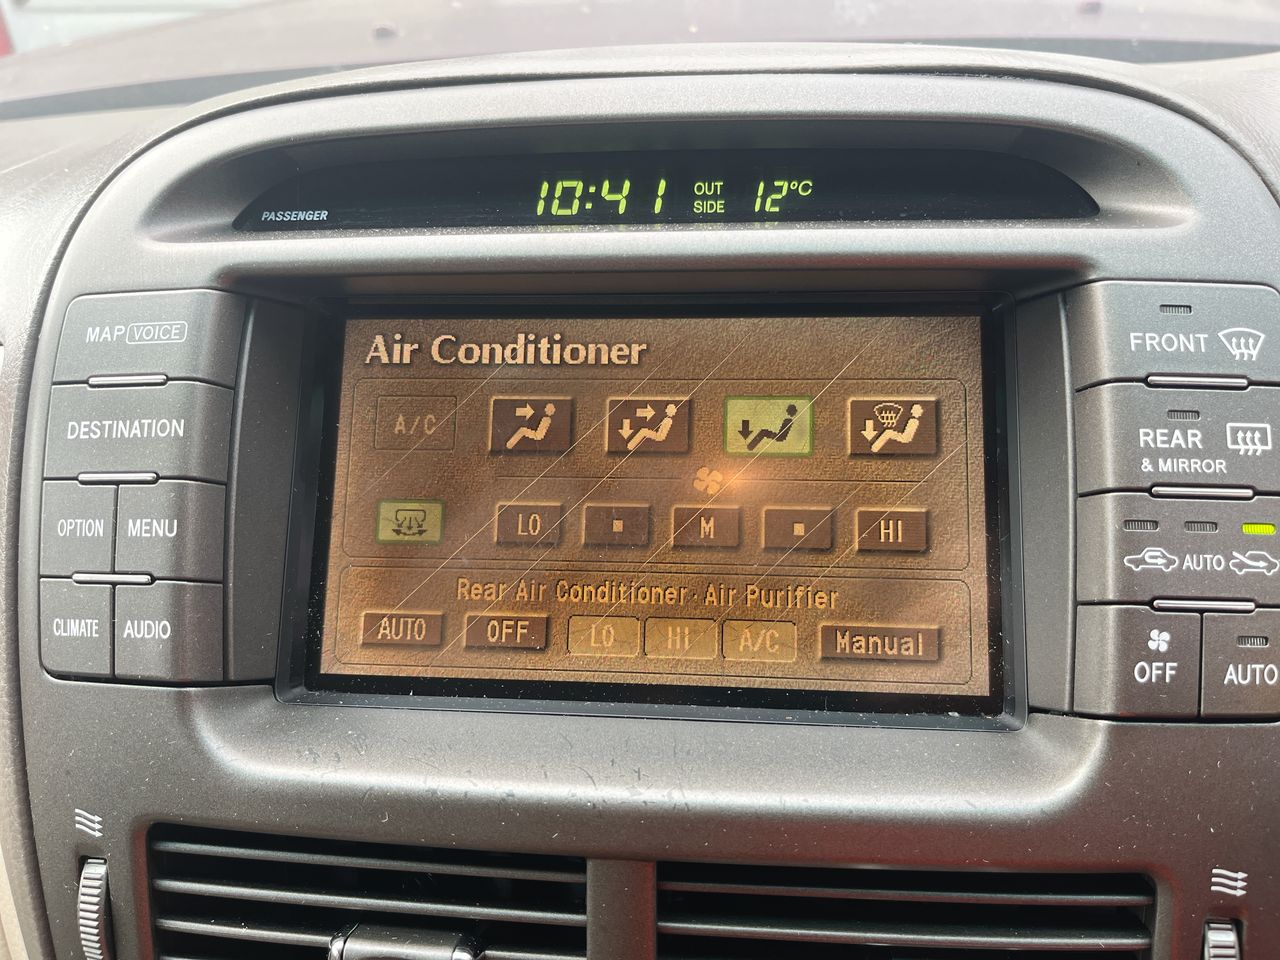 10:41 OUT SIDE 12°C
PASSENGER
MAP VOICE
DESTINATION
OPTION MENU
CLIMATE AUDIO
Air Conditioner
A/C
LO M HI
Rear Air Conditioner・Air Purifier
AUTO OFF LO HI A/C Manual
FRONT
REAR
& MIRROR
AUTO
OFF AUTO